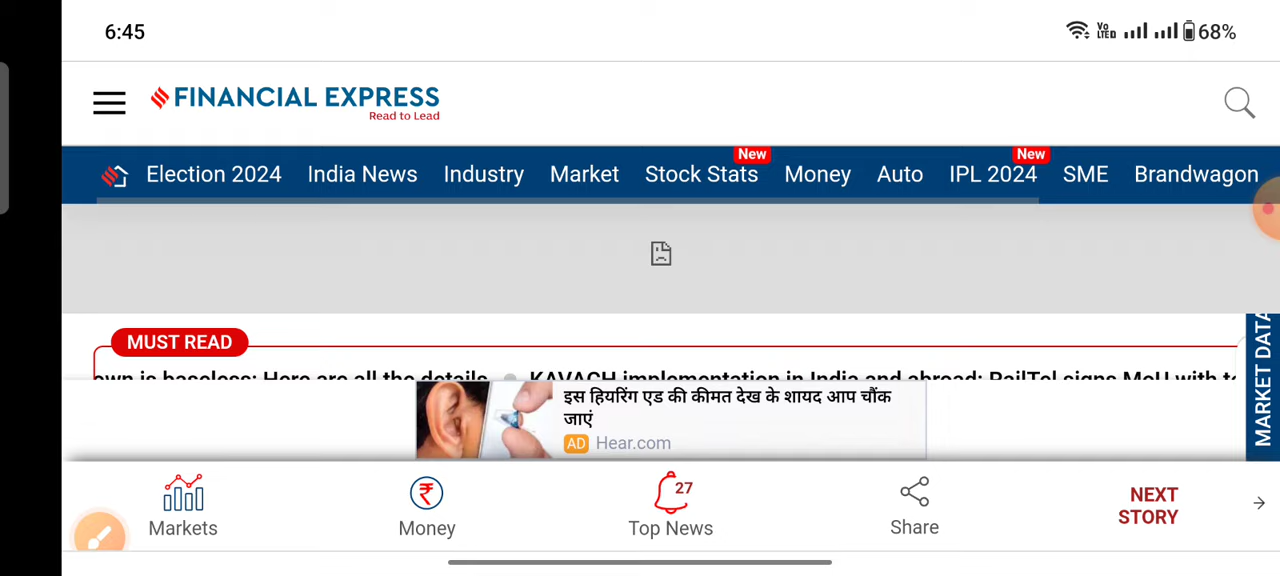 6:45
Vo LTED 68%
FINANCIAL EXPRESS
Read to Lead
New New
Election 2024 India News Industry Market Stock Stats Money Auto IPL 2024 SME Brandwagon
MUST READ
own is baseless: Here are all the details KAVACH implementation in India and abroad: RailTel signs MoU with
MARKET DATA
इस हियरिंग एड की कीमत देख के शायद आप चौंक
जाएं
AD Hear.com
27
Markets Money Top News Share
NEXT
STORY